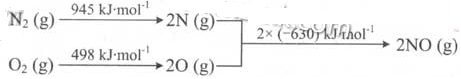 N₂ (g) 945 kJ·mol⁻¹ 2N (g)
2× (−630) kJ·mol⁻¹ 2NO (g)
O₂ (g) 498 kJ·mol⁻¹ 2O (g)